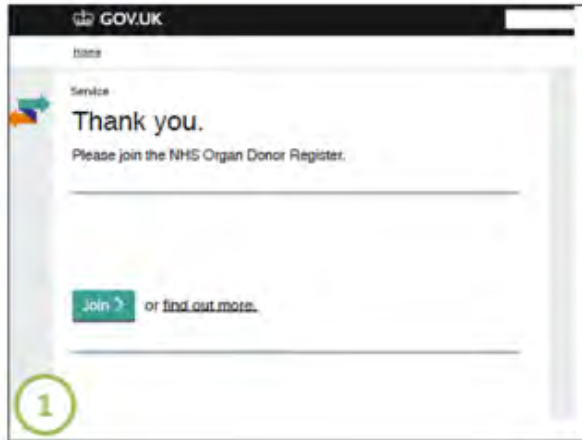 GOV.UK
Home
Service
Thank you.
Please join the NHS Organ Donor Register.
Join or find out more.
1